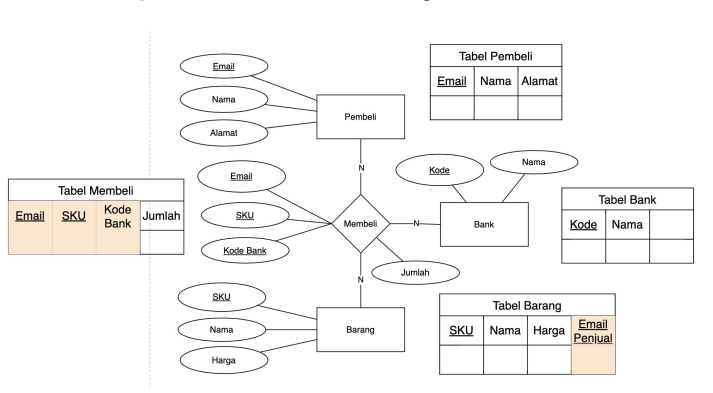 Tabel Pembeli
Email Nama Alamat
Email
Nama
Alamat
Pembeli
N
Tabel Membeli
Email SKU Kode Bank Jumlah
Email
SKU
Kode Bank
Membeli
N
Jumlah
Kode
Nama
Bank
Tabel Bank
Kode Nama
N
SKU
Nama
Harga
Barang
Tabel Barang
SKU Nama Harga Email Penjual